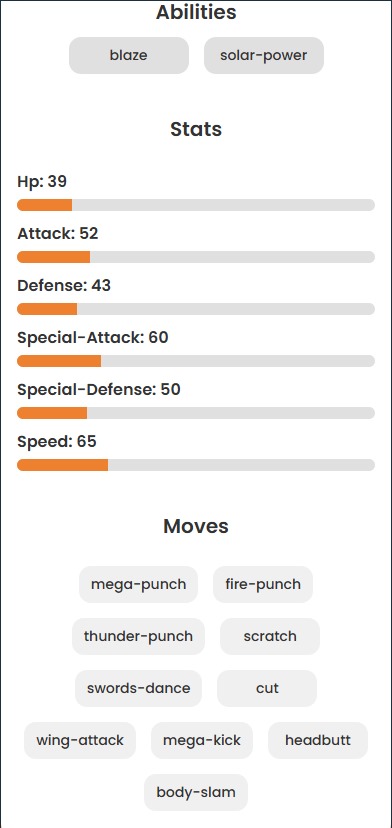 Abilities
blaze solar-power
Stats
Hp: 39
Attack: 52
Defense: 43
Special-Attack: 60
Special-Defense: 50
Speed: 65
Moves
mega-punch fire-punch
thunder-punch scratch
swords-dance cut
wing-attack mega-kick headbutt
body-slam